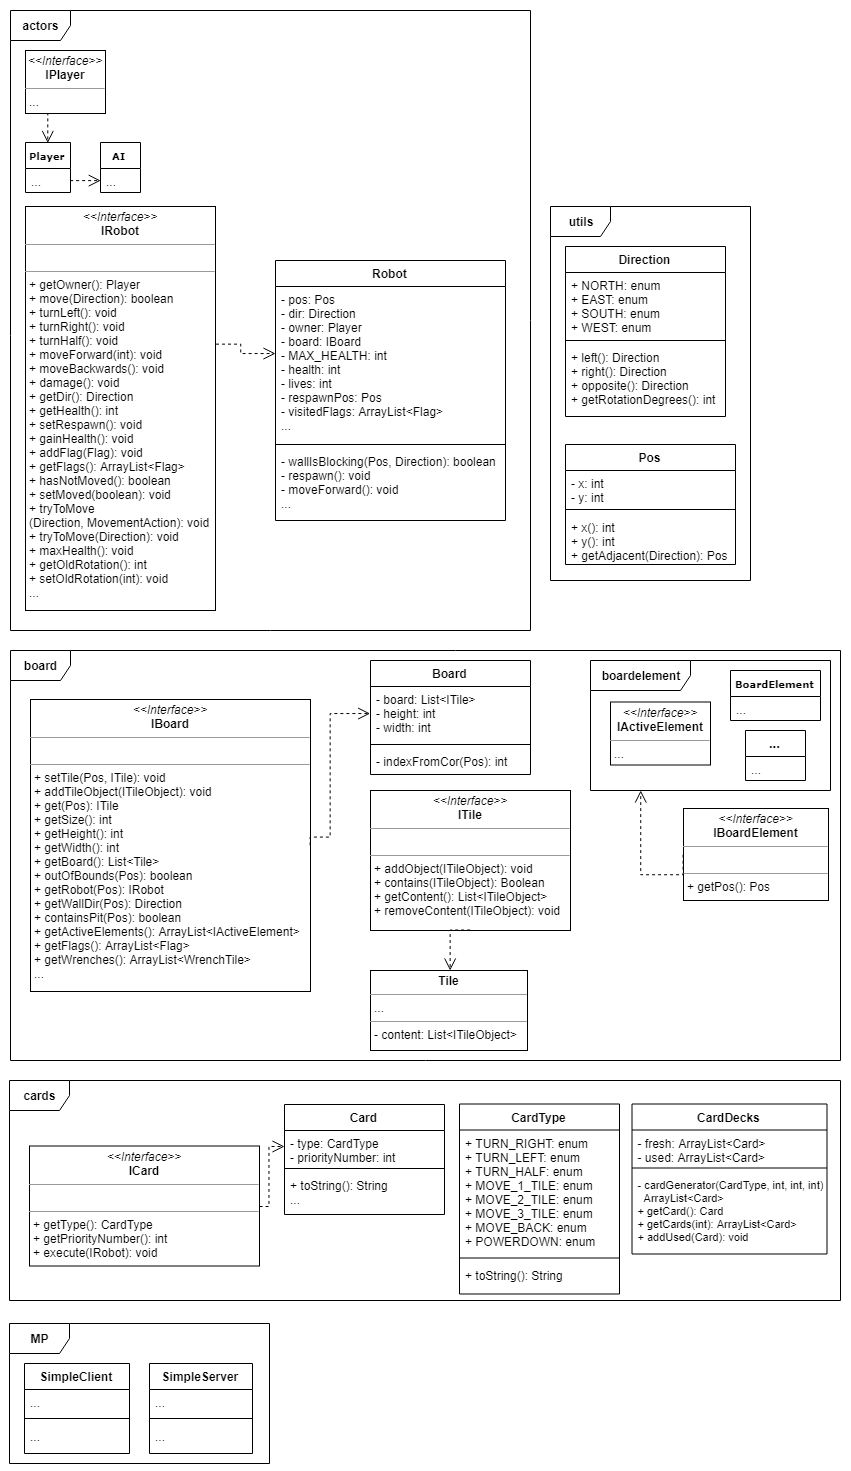 actors
<<Interface>>
IPlayer
...
Player
...
AI
...
<<Interface>>
IRobot
+ getOwner(): Player
+ move(Direction): boolean
+ turnLeft(): void
+ turnRight(): void
+ turnHalf(): void
+ moveForward(int): void
+ moveBackwards(): void
+ damage(): void
+ getDir(): Direction
+ getHealth(): int
+ setRespawn(): void
+ gainHealth(): void
+ addFlag(Flag): void
+ getFlags(): ArrayList<Flag>
+ hasNotMoved(): boolean
+ setMoved(boolean): void
+ tryToMove
(Direction, MovementAction): void
+ tryToMove(Direction): void
+ maxHealth(): void
+ getOldRotation(): int
+ setOldRotation(int): void
...
Robot
- pos: Pos
- dir: Direction
- owner: Player
- board: IBoard
- MAX_HEALTH: int
- health: int
- lives: int
- respawnPos: Pos
- visitedFlags: ArrayList<Flag>
...
- wallIsBlocking(Pos, Direction): boolean
- respawn(): void
- moveForward(): void
...
utils
Direction
+ NORTH: enum
+ EAST: enum
+ SOUTH: enum
+ WEST: enum
+ left(): Direction
+ right(): Direction
+ opposite(): Direction
+ getRotationDegrees(): int
Pos
- x: int
- y: int
+ x(): int
+ y(): int
+ getAdjacent(Direction): Pos
board
<<Interface>>
IBoard
+ setTile(Pos, ITile): void
+ addTileObject(ITileObject): void
+ get(Pos): ITile
+ getSize(): int
+ getHeight(): int
+ getWidth(): int
+ getBoard(): List<Tile>
+ outOfBounds(Pos): boolean
+ getRobot(Pos): IRobot
+ getWallDir(Pos): Direction
+ containsPit(Pos): boolean
+ getActiveElements(): ArrayList<IActiveElement>
+ getFlags(): ArrayList<Flag>
+ getWrenches(): ArrayList<WrenchTile>
...
Board
- board: List<ITile>
- height: int
- width: int
- indexFromCor(Pos): int
<<Interface>>
ITile
+ addObject(ITileObject): void
+ contains(ITileObject): Boolean
+ getContent(): List<ITileObject>
+ removeContent(ITileObject): void
Tile
...
- content: List<ITileObject>
boardelement
<<Interface>>
IActiveElement
...
BoardElement
...
...
...
<<Interface>>
IBoardElement
+ getPos(): Pos
cards
<<Interface>>
ICard
+ getType(): CardType
+ getPriorityNumber(): int
+ execute(IRobot): void
Card
- type: CardType
- priorityNumber: int
+ toString(): String
...
CardType
+ TURN_RIGHT: enum
+ TURN_LEFT: enum
+ TURN_HALF: enum
+ MOVE_1_TILE: enum
+ MOVE_2_TILE: enum
+ MOVE_3_TILE: enum
+ MOVE_BACK: enum
+ POWERDOWN: enum
+ toString(): String
CardDecks
- fresh: ArrayList<Card>
- used: ArrayList<Card>
- cardGenerator(CardType, int, int, int)
ArrayList<Card>
+ getCard(): Card
+ getCards(int): ArrayList<Card>
+ addUsed(Card): void
MP
SimpleClient
...
...
SimpleServer
...
...